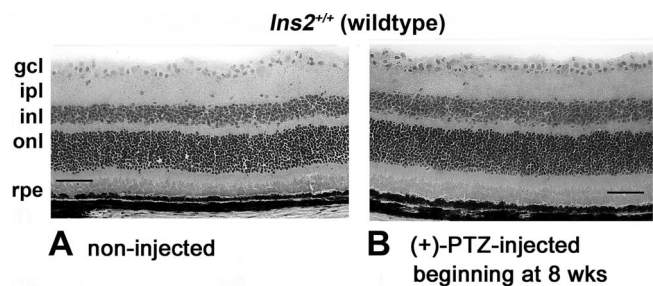 Ins2+/+ (wildtype)
gcl
ipl
inl
onl
rpe
A non-injected
B (+)-PTZ-injected
beginning at 8 wks